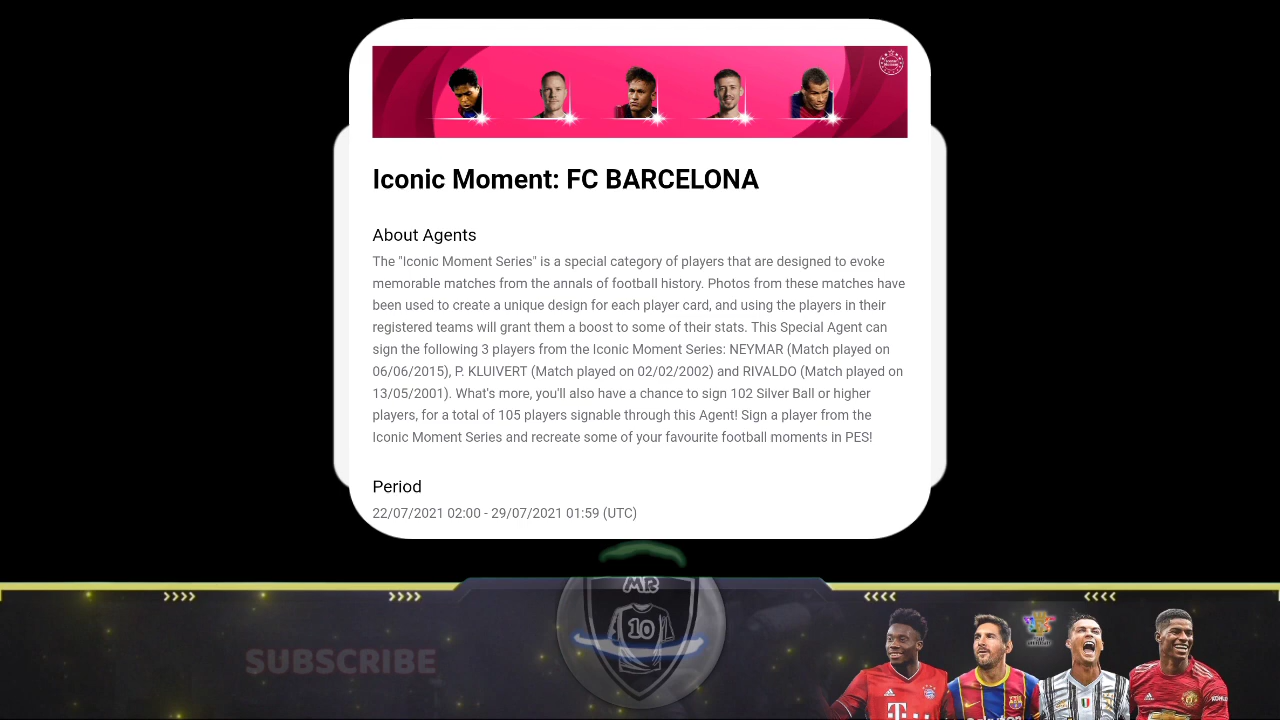 Iconic Moment: FC BARCELONA
About Agents
The "Iconic Moment Series" is a special category of players that are designed to evoke
memorable matches from the annals of football history. Photos from these matches have
been used to create a unique design for each player card, and using the players in their
registered teams will grant them a boost to some of their stats. This Special Agent can
sign the following 3 players from the Iconic Moment Series: NEYMAR (Match played on
06/06/2015), P. KLUIVERT (Match played on 02/02/2002) and RIVALDO (Match played on
13/05/2001). What's more, you'll also have a chance to sign 102 Silver Ball or higher
players, for a total of 105 players signable through this Agent! Sign a player from the
Iconic Moment Series and recreate some of your favourite football moments in PES!
Period
22/07/2021 02:00 - 29/07/2021 01:59 (UTC)
MR
10
SUBSCRIBE